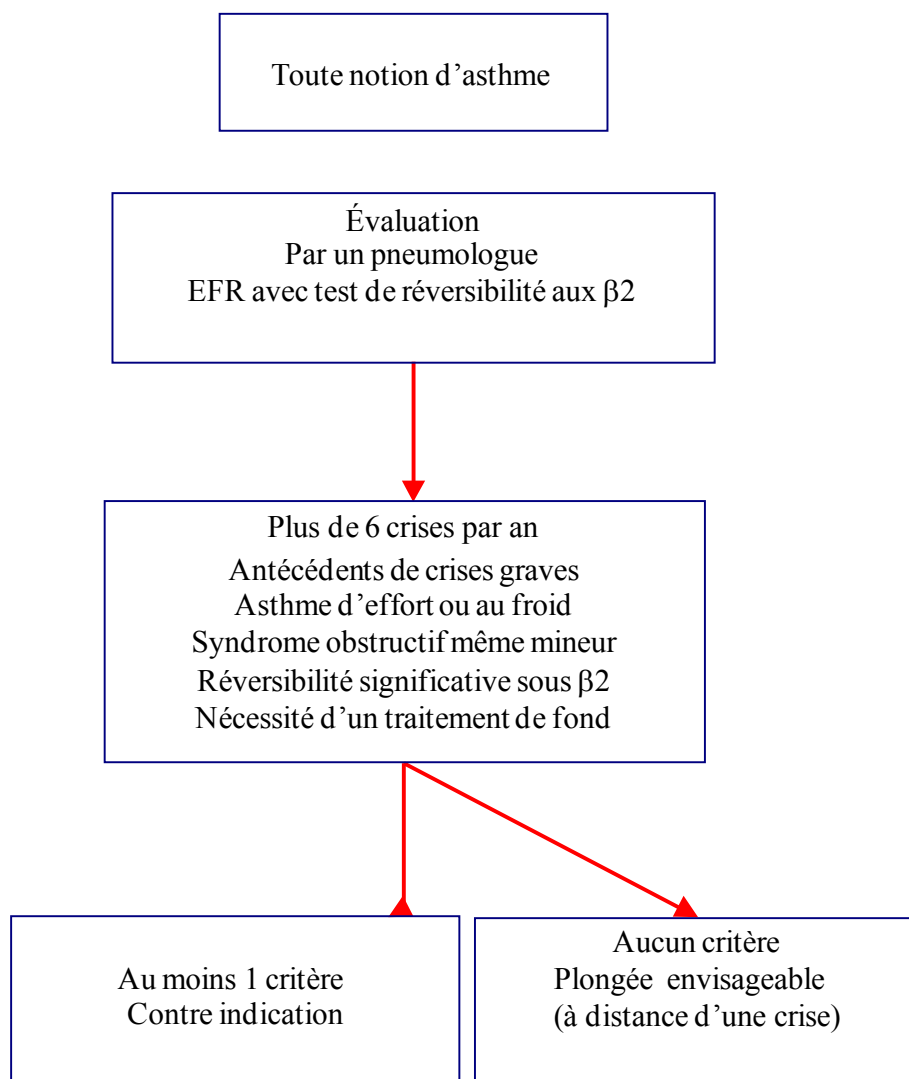 Toute notion d’asthme
Évaluation
Par un pneumologue
EFR avec test de réversibilité aux β2
Plus de 6 crises par an
Antécédents de crises graves
Asthme d’effort ou au froid
Syndrome obstructif même mineur
Réversibilité significative sous β2
Nécessité d’un traitement de fond
Au moins 1 critère
Contre indication
Aucun critère
Plongée envisageable
(à distance d’une crise)